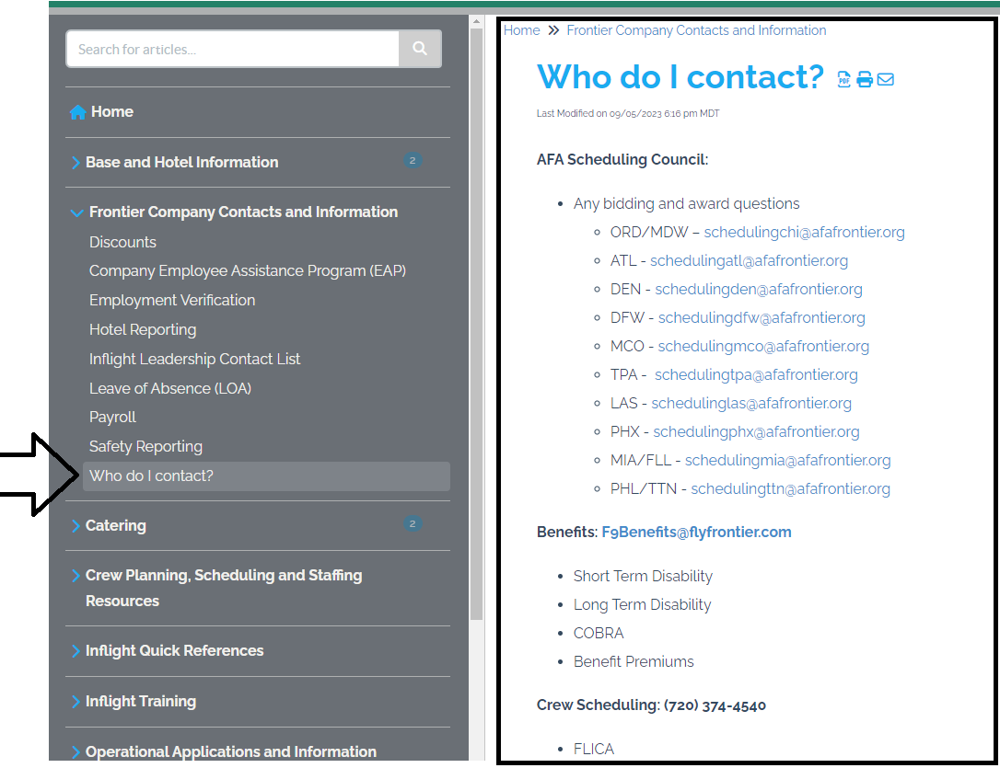 Search for articles...
Home
Base and Hotel Information 2
Frontier Company Contacts and Information
Discounts
Company Employee Assistance Program (EAP)
Employment Verification
Hotel Reporting
Inflight Leadership Contact List
Leave of Absence (LOA)
Payroll
Safety Reporting
Who do I contact?
Catering 2
Crew Planning, Scheduling and Staffing
Resources
Inflight Quick References
Inflight Training
Operational Applications and Information
Home » Frontier Company Contacts and Information
Who do I contact? PDF
Last Modified on 09/05/2023 6:16 pm MDT
AFA Scheduling Council:
• Any bidding and award questions
◦ ORD/MDW – schedulingchi@afafrontier.org
◦ ATL - schedulingatl@afafrontier.org
◦ DEN - schedulingden@afafrontier.org
◦ DFW - schedulingdfw@afafrontier.org
◦ MCO - schedulingmco@afafrontier.org
◦ TPA - schedulingtpa@afafrontier.org
◦ LAS - schedulinglas@afafrontier.org
◦ PHX - schedulingphx@afafrontier.org
◦ MIA/FLL - schedulingmia@afafrontier.org
◦ PHL/TTN - schedulingttn@afafrontier.org
Benefits: F9Benefits@flyfrontier.com
• Short Term Disability
• Long Term Disability
• COBRA
• Benefit Premiums
Crew Scheduling: (720) 374-4540
• FLICA